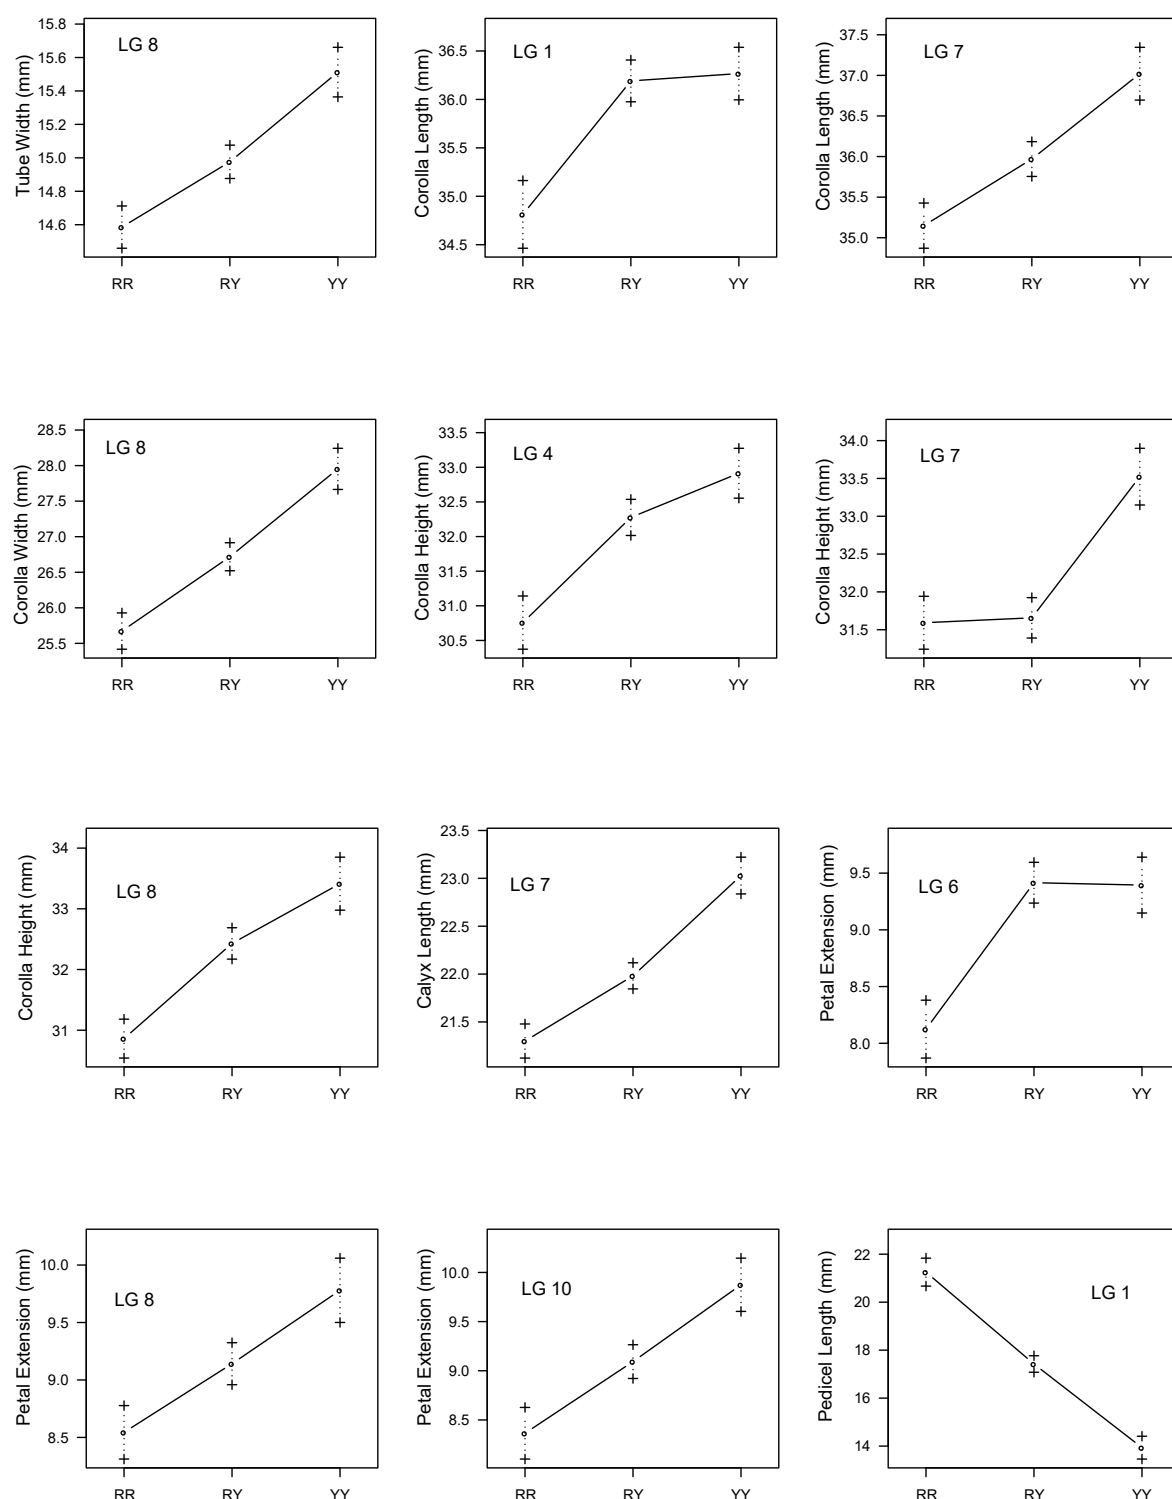 Tube Width (mm)
15.8
15.6
15.4
15.2
15.0
14.8
14.6
LG 8
RR RY YY
Corolla Length (mm)
36.5
36.0
35.5
35.0
34.5
LG 1
RR RY YY
Corolla Length (mm)
37.5
37.0
36.5
36.0
35.5
35.0
LG 7
RR RY YY
Corolla Width (mm)
28.5
28.0
27.5
27.0
26.5
26.0
25.5
LG 8
RR RY YY
Corolla Height (mm)
33.5
33.0
32.5
32.0
31.5
31.0
30.5
LG 4
RR RY YY
Corolla Height (mm)
34.0
33.5
33.0
32.5
32.0
31.5
LG 7
RR RY YY
Corolla Height (mm)
34
33
32
31
LG 8
RR RY YY
Calyx Length (mm)
23.5
23.0
22.5
22.0
21.5
LG 7
RR RY YY
Petal Extension (mm)
9.5
9.0
8.5
8.0
LG 6
RR RY YY
Petal Extension (mm)
10.0
9.5
9.0
8.5
LG 8
RR RY YY
Petal Extension (mm)
10.0
9.5
9.0
8.5
LG 10
RR RY YY
Pedicel Length (mm)
22
20
18
16
14
LG 1
RR RY YY